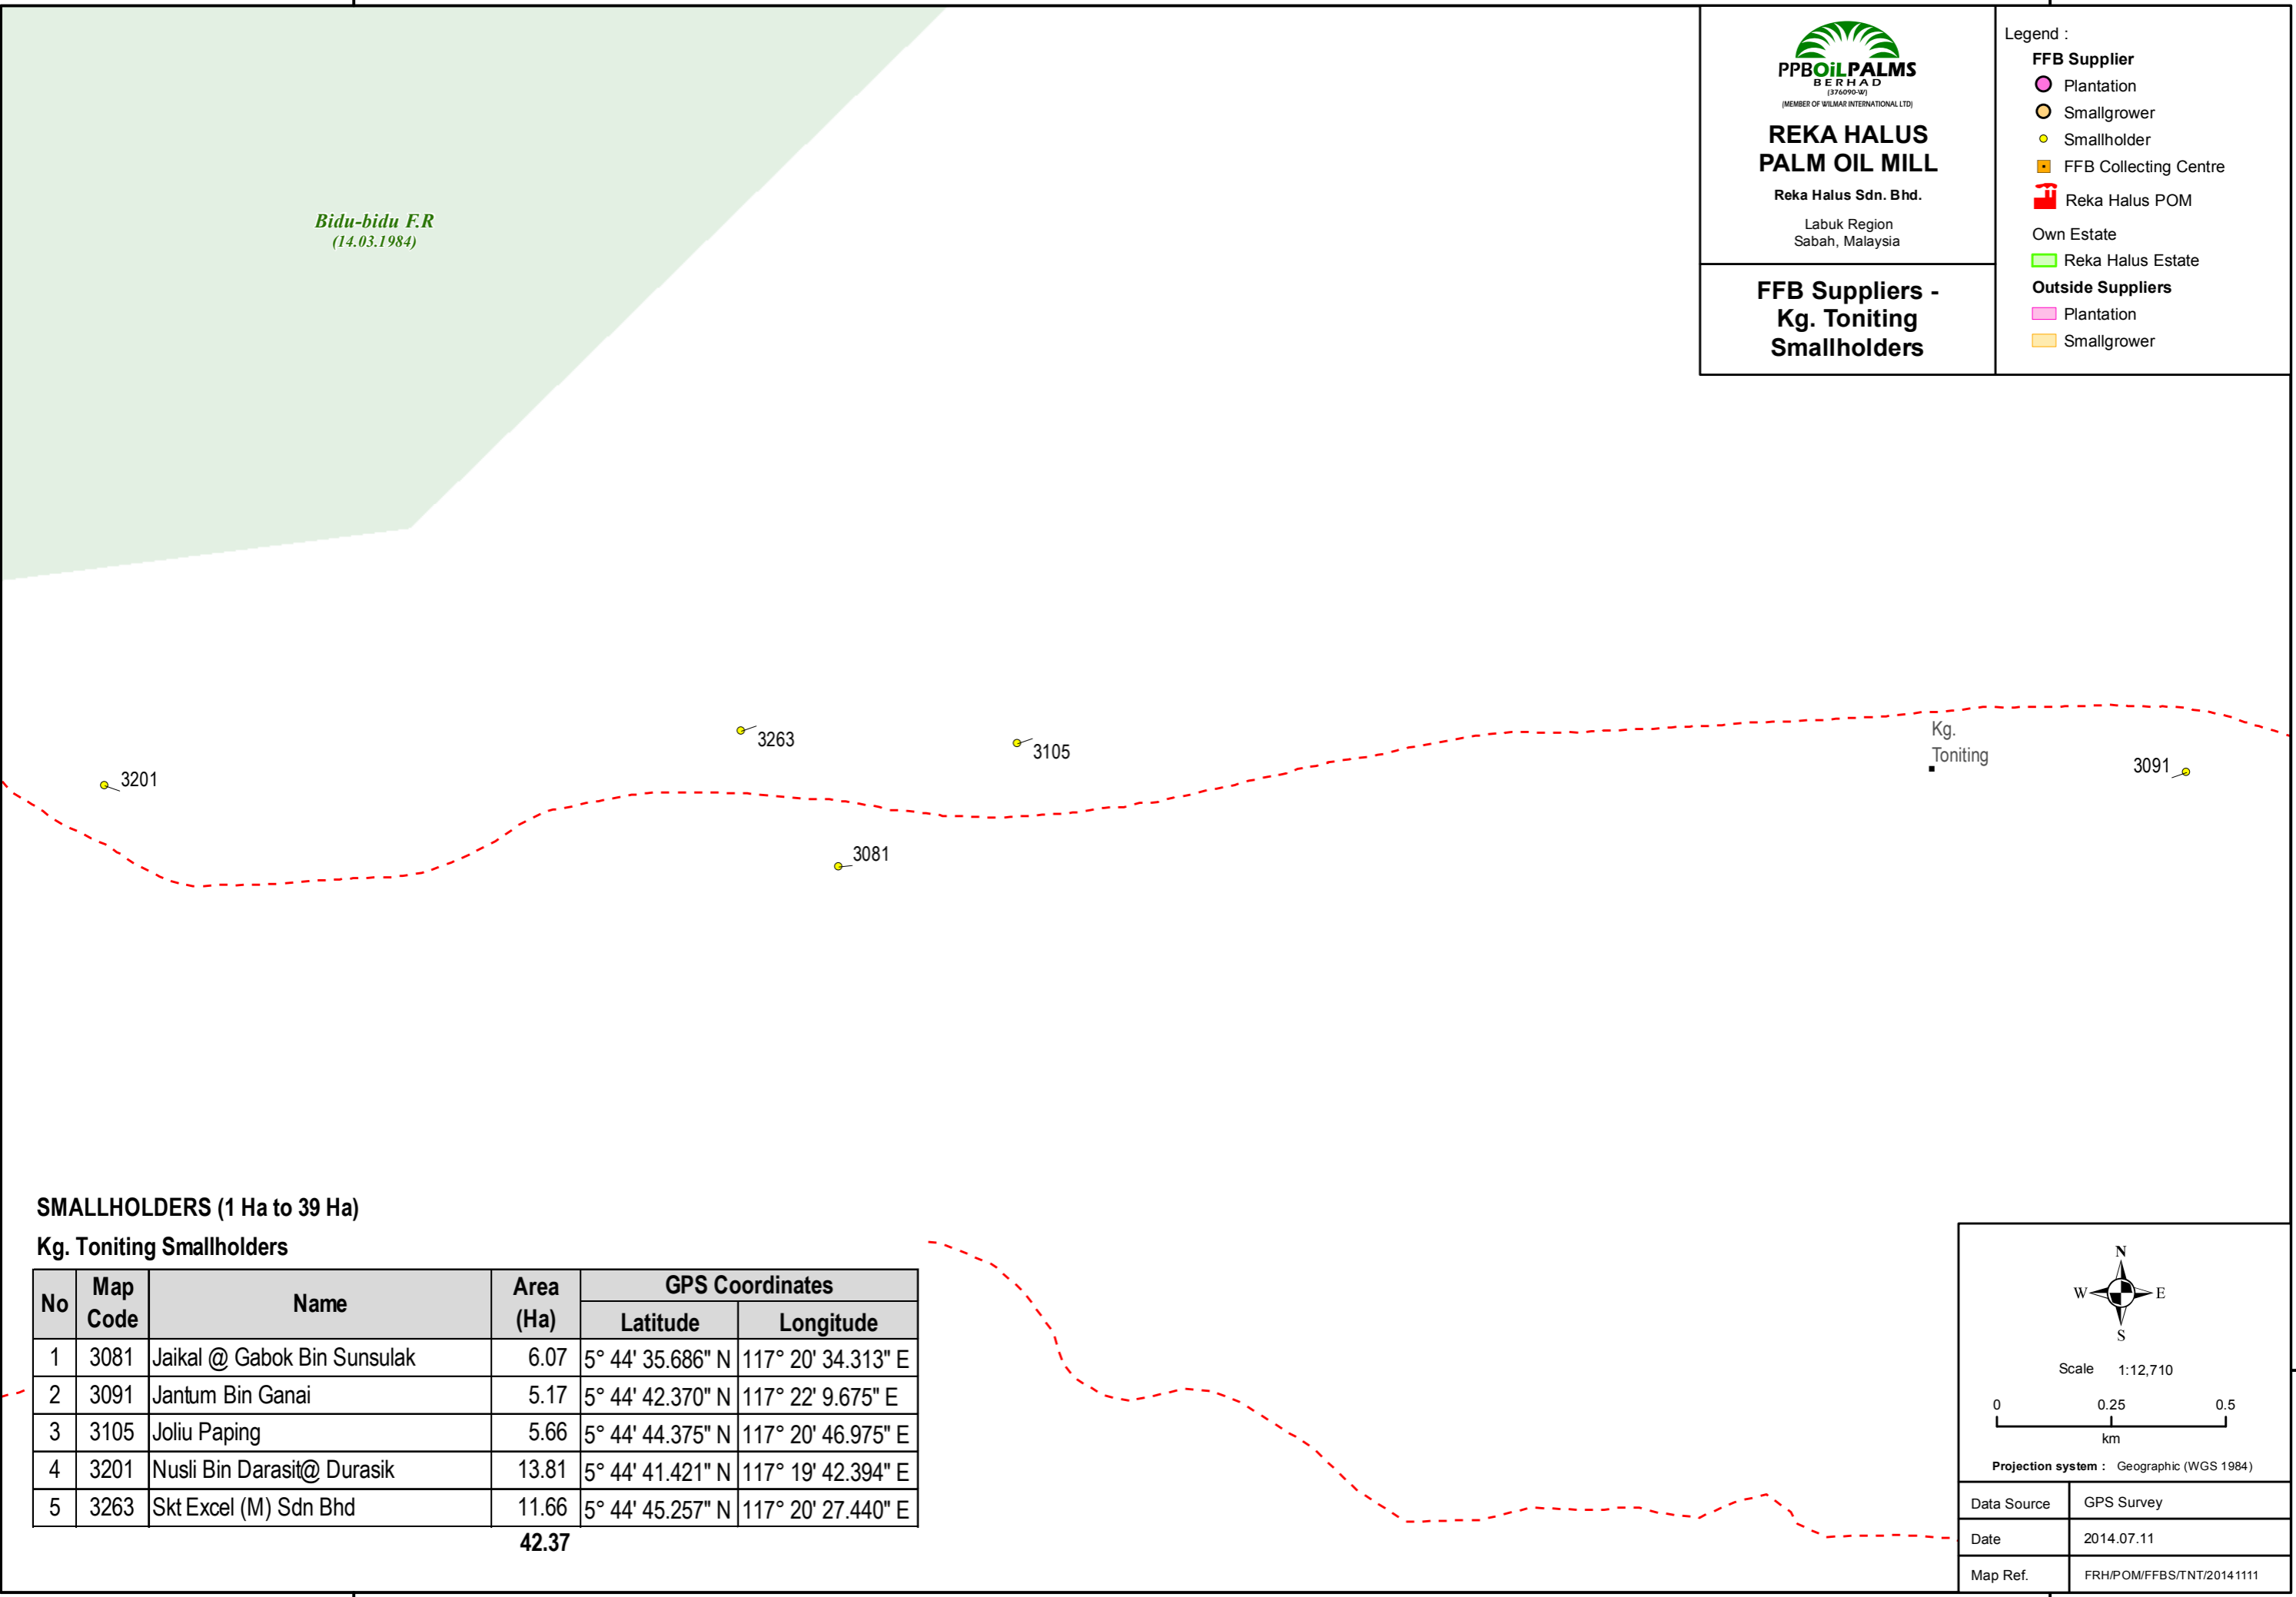 PPBOiLPALMS
BERHAD
(376090-W)
(MEMBER OF WILMAR INTERNATIONAL LTD)
REKA HALUS
PALM OIL MILL
Reka Halus Sdn. Bhd.
Labuk Region
Sabah, Malaysia
FFB Suppliers -
Kg. Toniting
Smallholders
Legend :
FFB Supplier
Plantation
Smallgrower
Smallholder
FFB Collecting Centre
Reka Halus POM
Own Estate
Reka Halus Estate
Outside Suppliers
Plantation
Smallgrower
Bidu-bidu F.R
(14.03.1984)
3263
3105
3201
3081
Kg.
Toniting
3091
SMALLHOLDERS (1 Ha to 39 Ha)
Kg. Toniting Smallholders
No Map Code Name Area (Ha) GPS Coordinates
Latitude Longitude
1 3081 Jaikal @ Gabok Bin Sunsulak 6.07 5° 44' 35.686" N 117° 20' 34.313" E
2 3091 Jantum Bin Ganai 5.17 5° 44' 42.370" N 117° 22' 9.675" E
3 3105 Joliu Paping 5.66 5° 44' 44.375" N 117° 20' 46.975" E
4 3201 Nusli Bin Darasit@ Durasik 13.81 5° 44' 41.421" N 117° 19' 42.394" E
5 3263 Skt Excel (M) Sdn Bhd 11.66 5° 44' 45.257" N 117° 20' 27.440" E
42.37
N
W E
S
Scale 1:12,710
0 0.25 0.5
km
Projection system : Geographic (WGS 1984)
Data Source GPS Survey
Date 2014.07.11
Map Ref. FRH/POM/FFBS/TNT/20141111